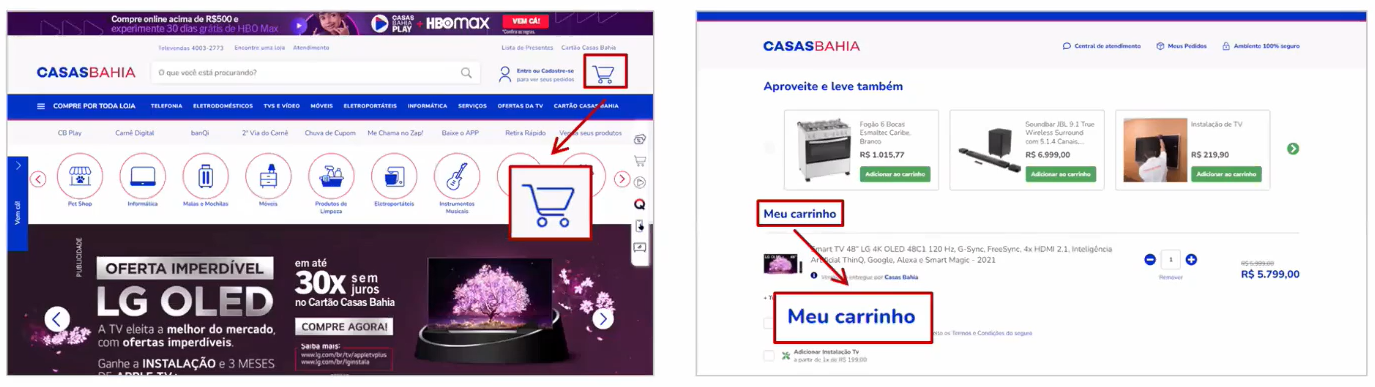 Compre online acima de R$500 e
experimente 30 dias grátis de HBO Max
CASAS BAHIA PLAY + HBOMAX
VEM CÁ!
*Confira as regras.
Televendas 4003-2773 Encontre uma Loja Atendimento
Lista de Presentes Cartão Casas Bahia
CASASBAHIA
O que você está procurando?
Entre ou Cadastre-se
para ver seus pedidos
COMPRE POR TODA LOJA TELEFONIA ELETRODOMÉSTICOS TVS E VÍDEO MÓVEIS ELETROPORTÁTEIS INFORMÁTICA SERVIÇOS OFERTAS DA TV CARTÃO CASAS BAHIA
CB Play Carnê Digital banQi 2ª Via do Carnê Chuva de Cupom Me Chama no Zap! Baixe o APP Retira Rápido seus produtos
Vem cá!
Pet Shop Informática Malas e Mochilas Móveis Produtos de Limpeza Eletroportáteis Instrumentos Musicais
PUBLICIDADE
OFERTA IMPERDÍVEL
LG OLED
A TV eleita a melhor do mercado,
com ofertas imperdíveis.
Ganhe a INSTALAÇÃO e 3 MESES
DE APPLE TV+
em até
30x sem juros
no Cartão Casas Bahia
COMPRE AGORA!
Saiba mais:
www.lg.com/br/tv/appletvplus
www.lg.com/br/lginstala
CASASBAHIA
Central de atendimento Meus Pedidos Ambiente 100% seguro
Aproveite e leve também
Fogão 6 Bocas
Esmaltec Caribe,
Branco
R$ 1.015,77
Adicionar ao carrinho
Soundbar JBL 9.1 True
Wireless Surround
com 5.1.4 Canais,...
R$ 6.999,00
Adicionar ao carrinho
Instalação de TV
R$ 219,90
Adicionar ao carrinho
Meu carrinho
Smart TV 48" LG 4K OLED 48C1 120 Hz, G-Sync, FreeSync, 4x HDMI 2.1, Inteligência
Artificial ThinQ, Google, Alexa e Smart Magic - 2021
entregue por Casas Bahia
1
Remover
R$ 5.999,00
R$ 5.799,00
Meu carrinho
os Termos e Condições do seguro
Adicionar Instalação Tv
a partir de 1x de R$ 199,00